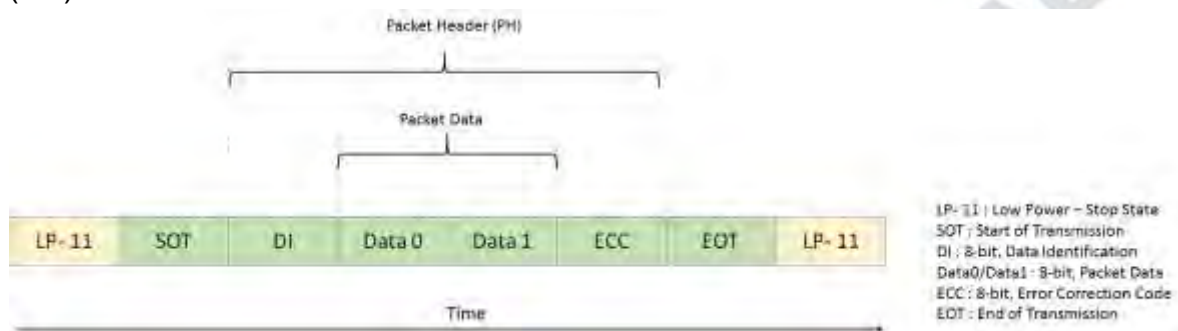 Packet Header (PH)
Packet Data
LP-11 SOT DI Data 0 Data 1 ECC EOT LP-11
Time
LP-11 : Low Power – Stop State
SOT : Start of Transmission
DI : 8-bit, Data Identification
Data0/Data1 : 8-bit, Packet Data
ECC : 8-bit, Error Correction Code
EOT : End of Transmission